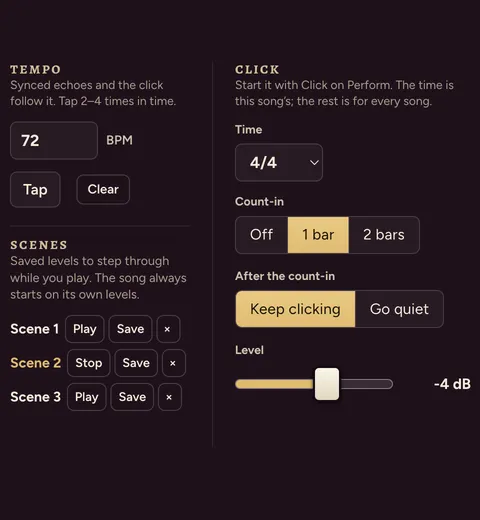 TEMPO
Synced echoes and the click
follow it. Tap 2–4 times in time.
72 BPM
Tap Clear
SCENES
Saved levels to step through
while you play. The song always
starts on its own levels.
Scene 1 Play Save ×
Scene 2 Stop Save ×
Scene 3 Play Save ×
CLICK
Start it with Click on Perform. The time is
this song’s; the rest is for every song.
Time
4/4
Count-in
Off 1 bar 2 bars
After the count-in
Keep clicking Go quiet
Level
-4 dB